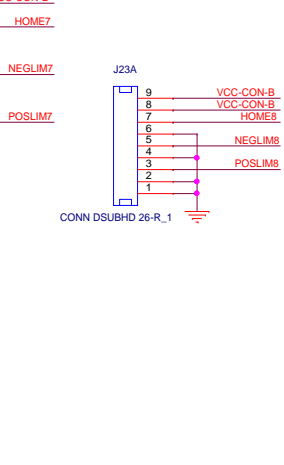 HOME7
NEGLIM7
POSLIM7
J23A
9 VCC-CON-B
8 VCC-CON-B
7 HOME8
6
5 NEGLIM8
4
3 POSLIM8
2
1
CONN DSUBHD 26-R_1